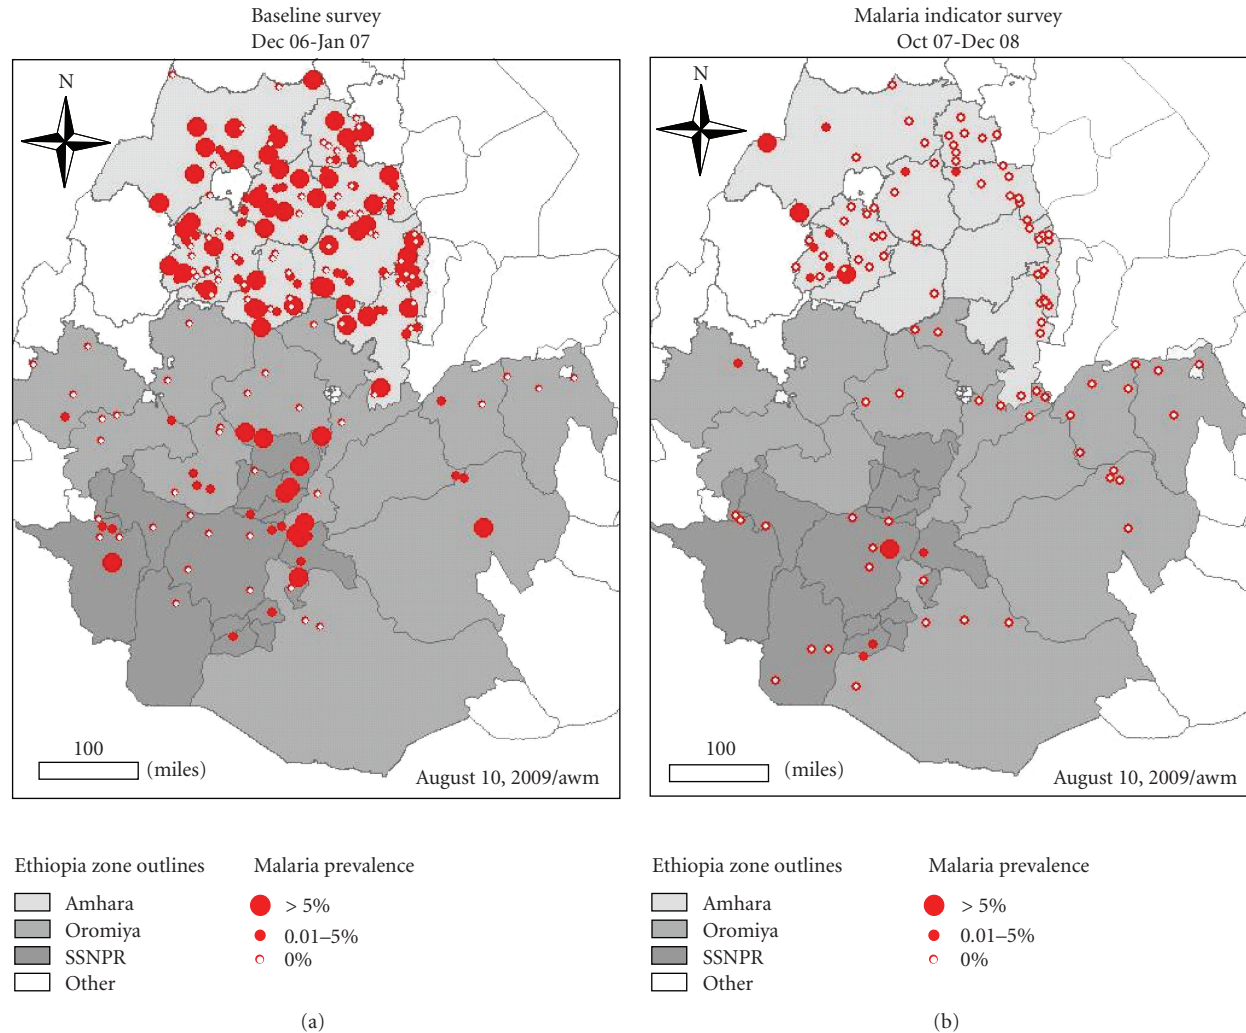 Baseline survey
Dec 06-Jan 07
N
100
(miles)
August 10, 2009/awm
Ethiopia zone outlines
Amhara
Oromiya
SSNPR
Other
Malaria prevalence
> 5%
0.01–5%
0%
(a)
Malaria indicator survey
Oct 07-Dec 08
N
100
(miles)
August 10, 2009/awm
Ethiopia zone outlines
Amhara
Oromiya
SSNPR
Other
Malaria prevalence
> 5%
0.01–5%
0%
(b)